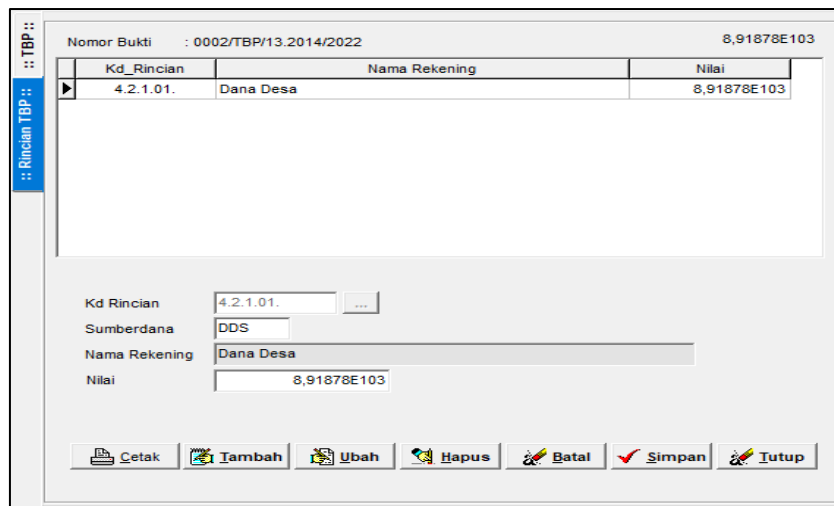 :: TBP ::
:: Rincian TBP ::
Nomor Bukti : 0002/TBP/13.2014/2022 8,91878E103
Kd_Rincian Nama Rekening Nilai
4.2.1.01. Dana Desa 8,91878E103
Kd Rincian 4.2.1.01. ...
Sumberdana DDS
Nama Rekening Dana Desa
Nilai 8,91878E103
Cetak Tambah Ubah Hapus Batal Simpan Tutup